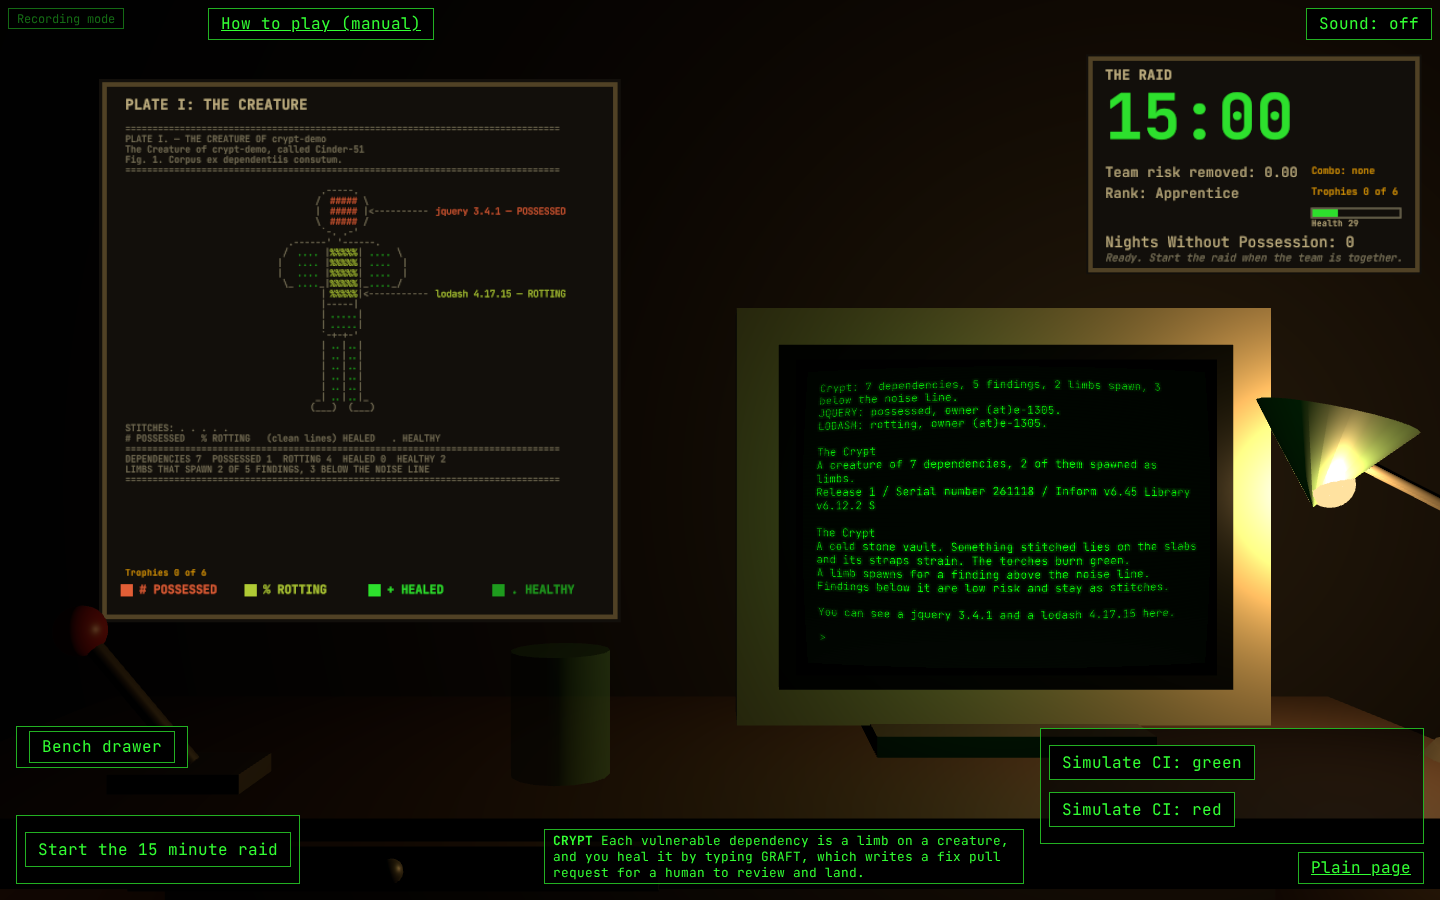 Recording mode
How to play (manual)
Sound: off
PLATE I: THE CREATURE
PLATE I. — THE CREATURE OF crypt-demo
The Creature of crypt-demo, called Cinder-51
Fig. 1. Corpus ex dependentiis consutum.
jquery 3.4.1 — POSSESSED
lodash 4.17.15 — ROTTING
STITCHES: . . . . .
# POSSESSED % ROTTING (clean lines) HEALED . HEALTHY
DEPENDENCIES 7 POSSESSED 1 ROTTING 4 HEALED 0 HEALTHY 2
LIMBS THAT SPAWN 2 OF 5 FINDINGS, 3 BELOW THE NOISE LINE
Trophies 0 of 6
# POSSESSED % ROTTING + HEALED . HEALTHY
THE RAID
15:00
Team risk removed: 0.00 Combo: none
Rank: Apprentice Trophies 0 of 6
Health 29
Nights Without Possession: 0
Ready. Start the raid when the team is together.
Crypt: 7 dependencies, 5 findings, 2 limbs spawn, 3
below the noise line.
JQUERY: possessed, owner (at)e-1305.
LODASH: rotting, owner (at)e-1305.
The Crypt
A creature of 7 dependencies, 2 of them spawned as
limbs.
Release 1 / Serial number 261118 / Inform v6.45 Library
v6.12.2 S
The Crypt
A cold stone vault. Something stitched lies on the slabs
and its straps strain. The torches burn green.
A limb spawns for a finding above the noise line.
Findings below it are low risk and stay as stitches.
You can see a jquery 3.4.1 and a lodash 4.17.15 here.
>
Bench drawer
Start the 15 minute raid
CRYPT Each vulnerable dependency is a limb on a creature,
and you heal it by typing GRAFT, which writes a fix pull
request for a human to review and land.
Simulate CI: green
Simulate CI: red
Plain page